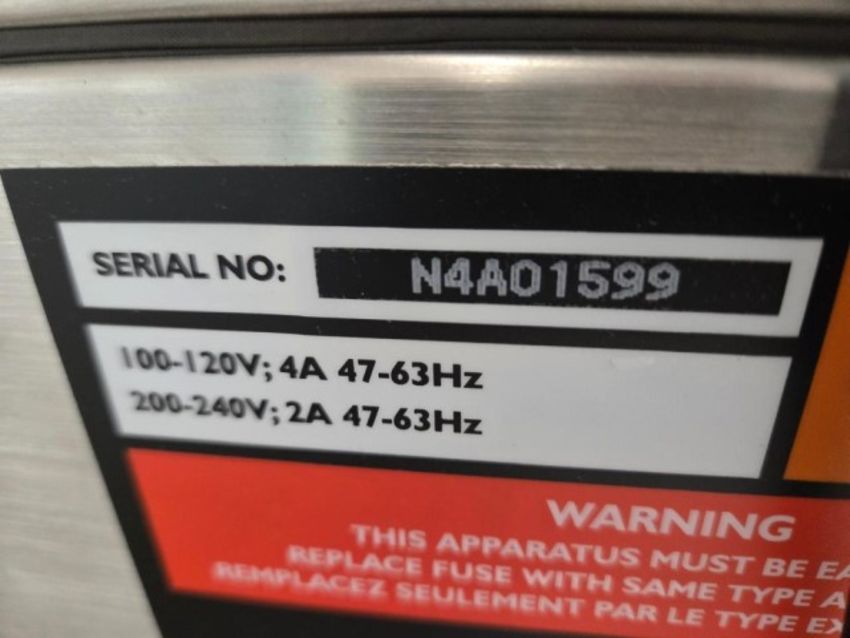 SERIAL NO: N4A01599
100-120V; 4A 47-63Hz
200-240V; 2A 47-63Hz
WARNING
THIS APPARATUS MUST BE
REPLACE FUSE WITH SAME TYPE
REMPLACEZ SEULEMENT PAR LE TYPE